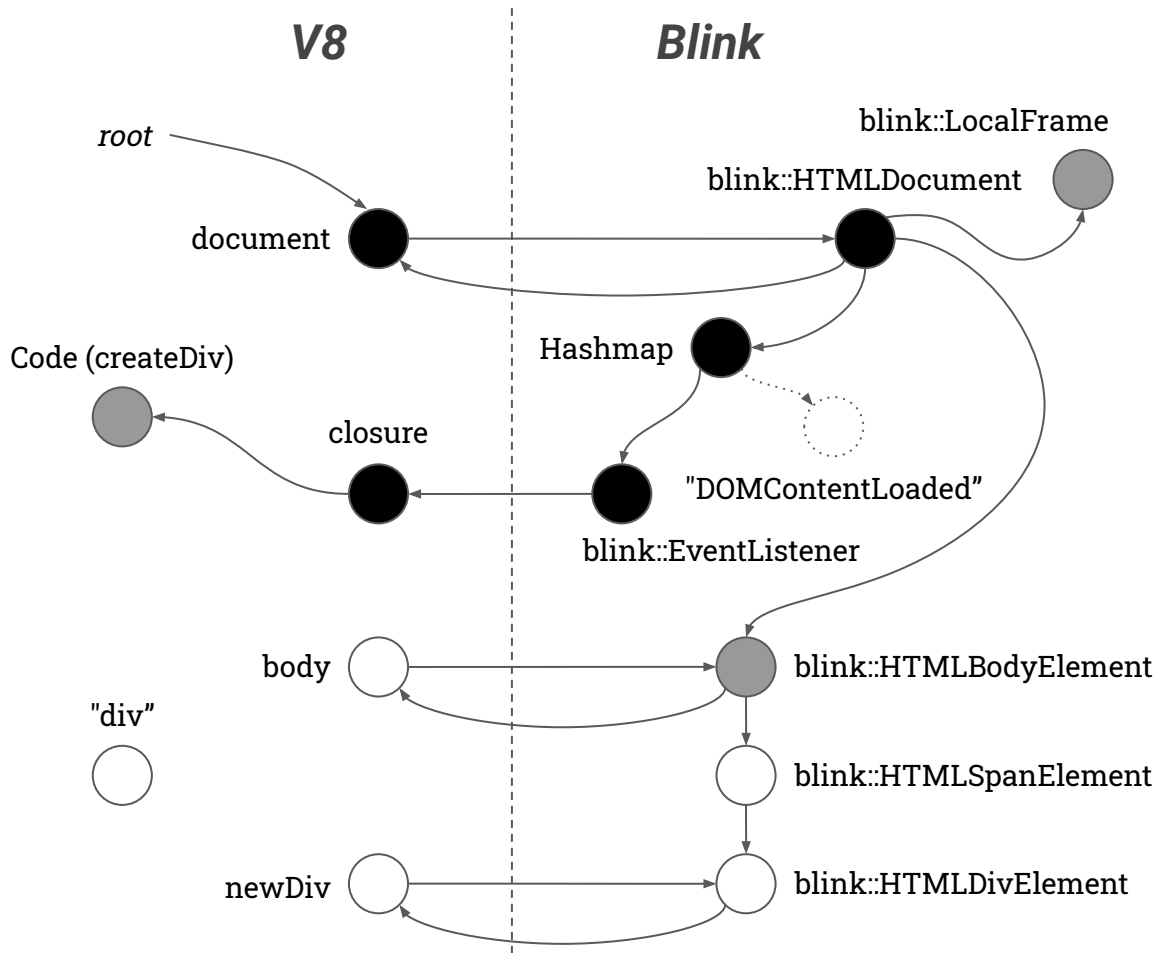 V8
Blink
root
blink::LocalFrame
blink::HTMLDocument
document
Hashmap
Code (createDiv)
closure
"DOMContentLoaded”
blink::EventListener
body
blink::HTMLBodyElement
"div”
blink::HTMLSpanElement
newDiv
blink::HTMLDivElement